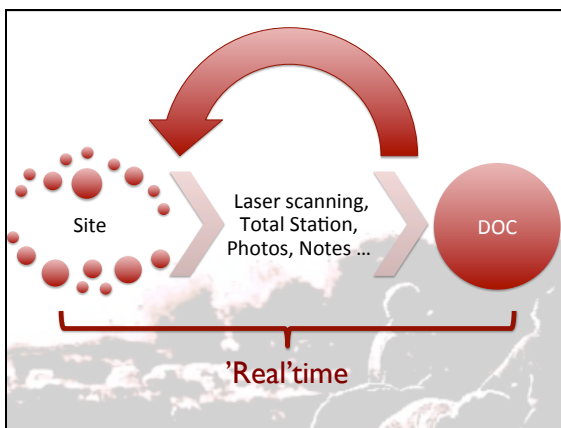 Site
Laser scanning,
Total Station,
Photos, Notes ...
DOC
'Real'time